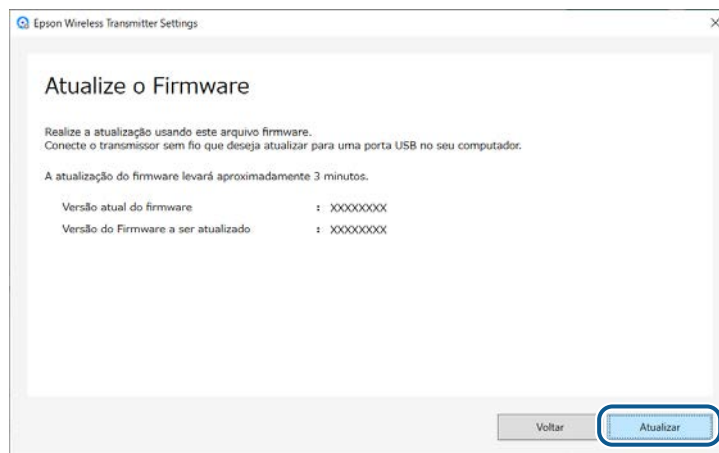 Epson Wireless Transmitter Settings
Atualize o Firmware
Realize a atualização usando este arquivo firmware.
Conecte o transmissor sem fio que deseja atualizar para uma porta USB no seu computador.
A atualização do firmware levará aproximadamente 3 minutos.
Versão atual do firmware : XXXXXXXX
Versão do Firmware a ser atualizado : XXXXXXXX
Voltar Atualizar